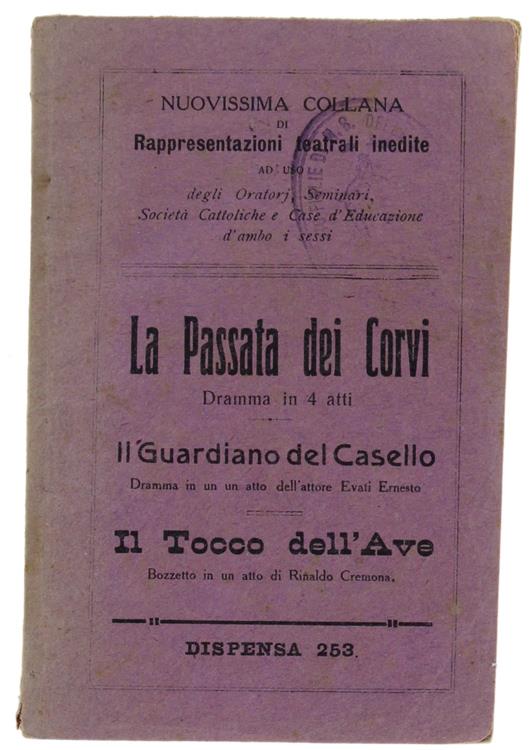 NUOVISSIMA COLLANA
DI
Rappresentazioni teatrali inedite
AD USO
degli Oratorj, Seminari,
Società Cattoliche e Case d'Educazione
d'ambo i sessi
La Passata dei Corvi
Dramma in 4 atti
Il Guardiano del Casello
Dramma in un un atto dell'attore Evati Ernesto
Il Tocco dell'Ave
Bozzetto in un atto di Rinaldo Cremona.
DISPENSA 253.